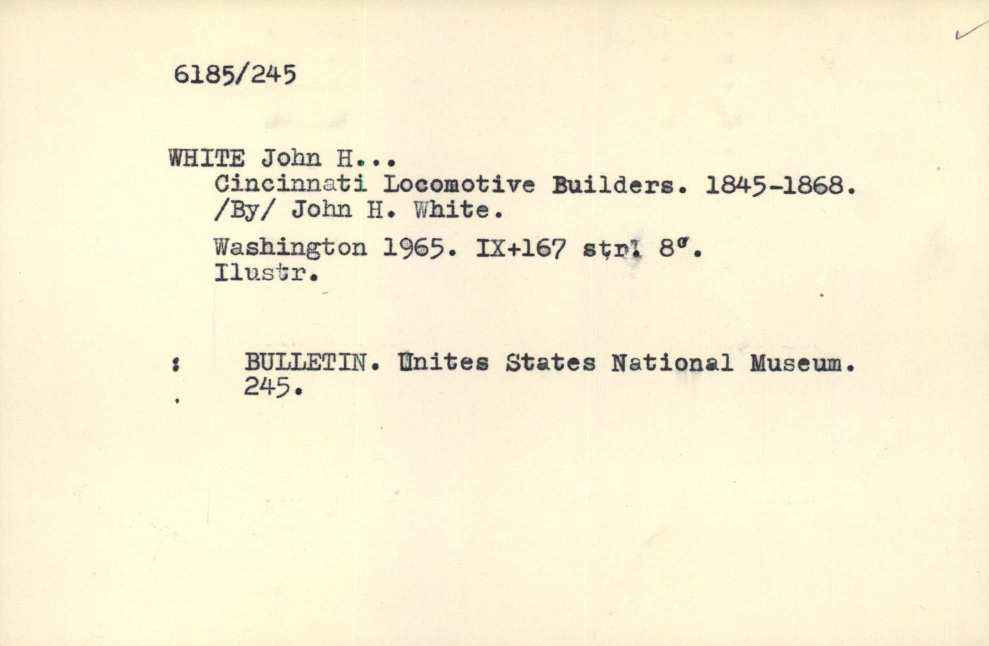 6185/245
WHITE John H...
Cincinnati Locomotive Builders. 1845-1868.
/By/ John H. White.
Washington 1965. IX+167 str. 8°.
Ilustr.
: BULLETIN. Unites States National Museum.
245.